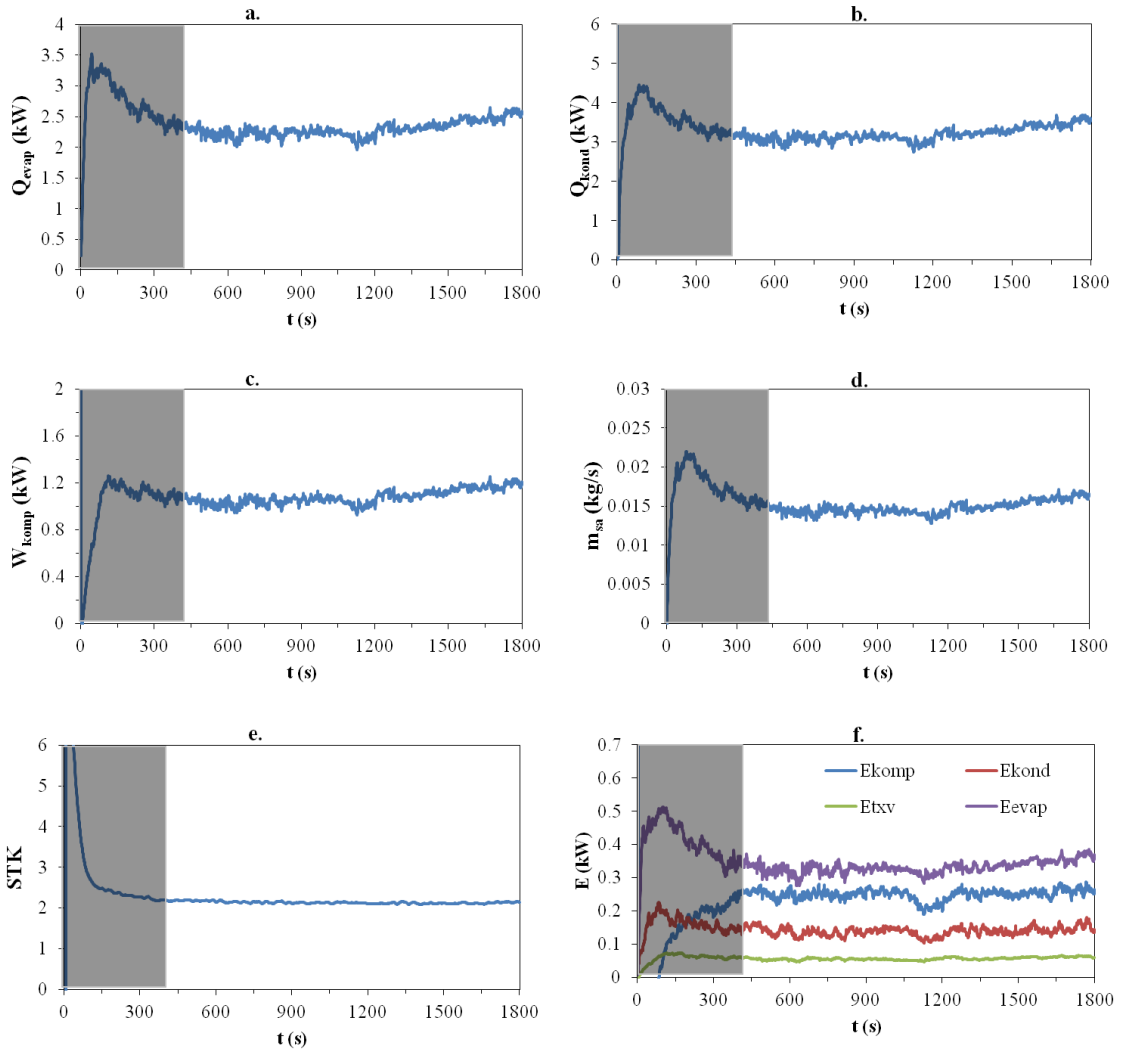 a.
4
3.5
3
2.5
2
1.5
1
0.5
0
Qevap (kW)
0 300 600 900 1200 1500 1800
t (s)
b.
6
5
4
3
2
1
0
Qkond (kW)
0 300 600 900 1200 1500 1800
t (s)
c.
2
1.6
1.2
0.8
0.4
0
Wkomp (kW)
0 300 600 900 1200 1500 1800
t (s)
d.
0.03
0.025
0.02
0.015
0.01
0.005
0
msa (kg/s)
0 300 600 900 1200 1500 1800
t (s)
e.
6
5
4
3
2
1
0
STK
0 300 600 900 1200 1500 1800
t (s)
f.
0.7
0.6
0.5
0.4
0.3
0.2
0.1
0
E (kW)
Ekomp Ekond
Etxv Eevap
0 300 600 900 1200 1500 1800
t (s)